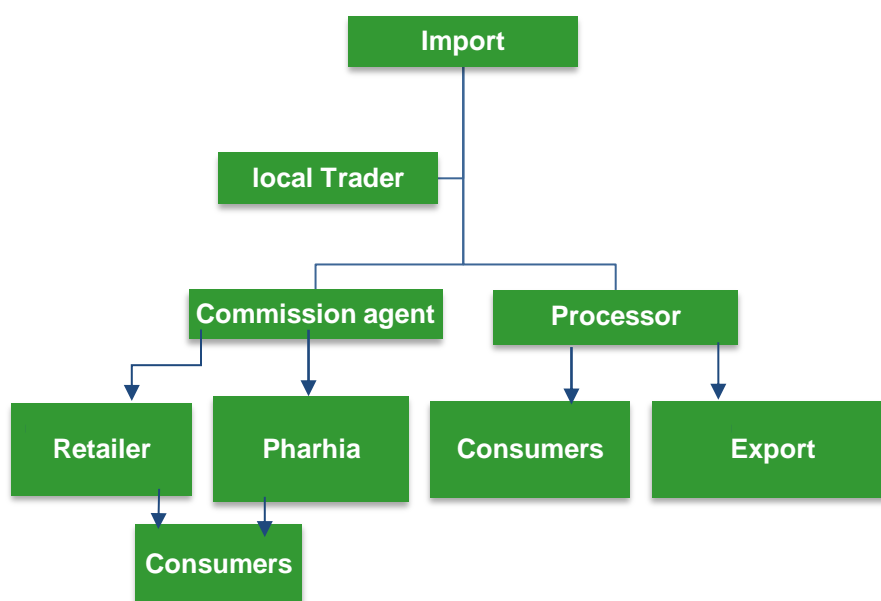 Import
local Trader
Commission agent
Processor
Retailer
Pharhia
Consumers
Export
Consumers